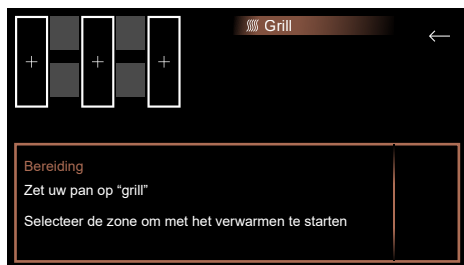 Grill
Bereiding
Zet uw pan op “grill”
Selecteer de zone om met het verwarmen te starten